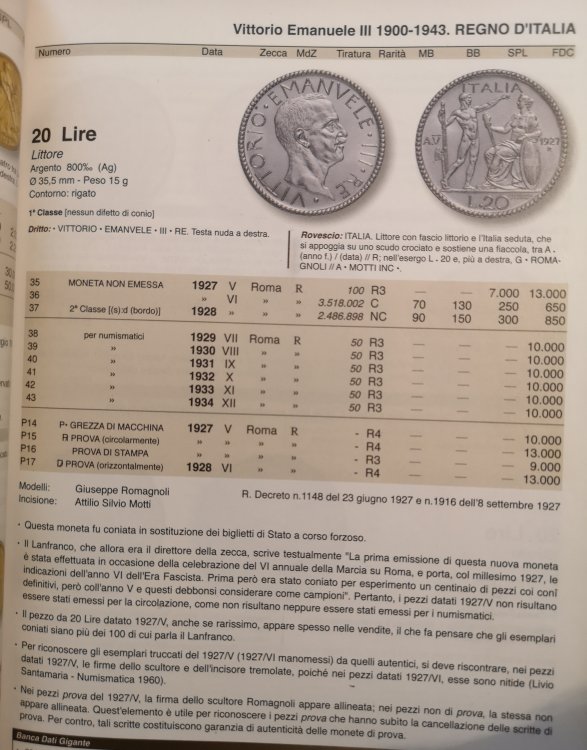 Vittorio Emanuele III 1900-1943. REGNO D'ITALIA
Numero Data Zecca MdZ Tiratura Rarità MB BB SPL FDC
20 Lire
Littore
Argento 800‰ (Ag)
Ø 35,5 mm - Peso 15 g
Contorno: rigato
1ª Classe [nessun difetto di conio]
Dritto: • VITTORIO • EMANVELE • III • RE. Testa nuda a destra.
VITTORIO • EMANVELE • III • RE •
ITALIA
A.V
1927
R
L.20
Rovescio: ITALIA. Littore con fascio littorio e l'Italia seduta, che
si appoggia su uno scudo crociato e sostiene una fiaccola, tra A •
(anno f.) / (data) // R; nell'esergo L • 20 e, più a destra, G • ROMA-
GNOLI // A • MOTTI INC •.
35 MONETA NON EMESSA 1927 V Roma R 100 R3 — — 7.000 13.000
36 » VI » » 3.518.002 C 70 130 250 650
37 2ª Classe [(s):d (bordo)] 1928 » » » 2.486.898 NC 90 150 300 850
38 per numismatici 1929 VII Roma R 50 R3 — — — 10.000
39 » 1930 VIII » » 50 R3 — — — 10.000
40 » 1931 IX » » 50 R3 — — — 10.000
41 » 1932 X » » 50 R3 — — — 10.000
42 » 1933 XI » » 50 R3 — — — 10.000
43 » 1934 XII » » 50 R3 — — — 10.000
P14 P• GREZZA DI MACCHINA 1927 V Roma R - R4 — — — 10.000
P15 PROVA (circolarmente) » » » » - R4 — — — 13.000
P16 PROVA DI STAMPA » » » » - R3 — — — 9.000
P17 PROVA (orizzontalmente) 1928 VI » » - R4 — — — 13.000
Modelli: Giuseppe Romagnoli
Incisione: Attilio Silvio Motti
R. Decreto n.1148 del 23 giugno 1927 e n.1916 dell'8 settembre 1927
• Questa moneta fu coniata in sostituzione dei biglietti di Stato a corso forzoso.
• Il Lanfranco, che allora era il direttore della zecca, scrive testualmente "La prima emissione di questa nuova moneta
è stata effettuata in occasione della celebrazione del VI annuale della Marcia su Roma, e porta, col millesimo 1927, le
indicazioni dell'anno VI dell'Era Fascista. Prima però era stato coniato per esperimento un centinaio di pezzi coi conî
definitivi, però coll'anno V e questi debbonsi considerare come campioni". Pertanto, i pezzi datati 1927/V non risultano
essere stati emessi per la circolazione, come non risultano neppure essere stati emessi per i numismatici.
• Il pezzo da 20 Lire datato 1927/V, anche se rarissimo, appare spesso nelle vendite, il che fa pensare che gli esemplari
coniati siano più dei 100 di cui parla il Lanfranco.
• Per riconoscere gli esemplari truccati del 1927/V (1927/VI manomessi) da quelli autentici, si deve riscontrare, nei pezzi
datati 1927/V, le firme dello scultore e dell'incisore tremolate, poiché nei pezzi datati 1927/VI, esse sono nitide (Livio
Santamaria - Numismatica 1960).
• Nei pezzi prova del 1927/V, la firma dello scultore Romagnoli appare allineata; nei pezzi non di prova, la stessa non
appare allineata. Quest'elemento è utile per riconoscere i pezzi prova che hanno subito la cancellazione delle scritte di
prova. Per contro, tali scritte costituiscono garanzia di autenticità delle monete di prova.
Banca Dati Gigante